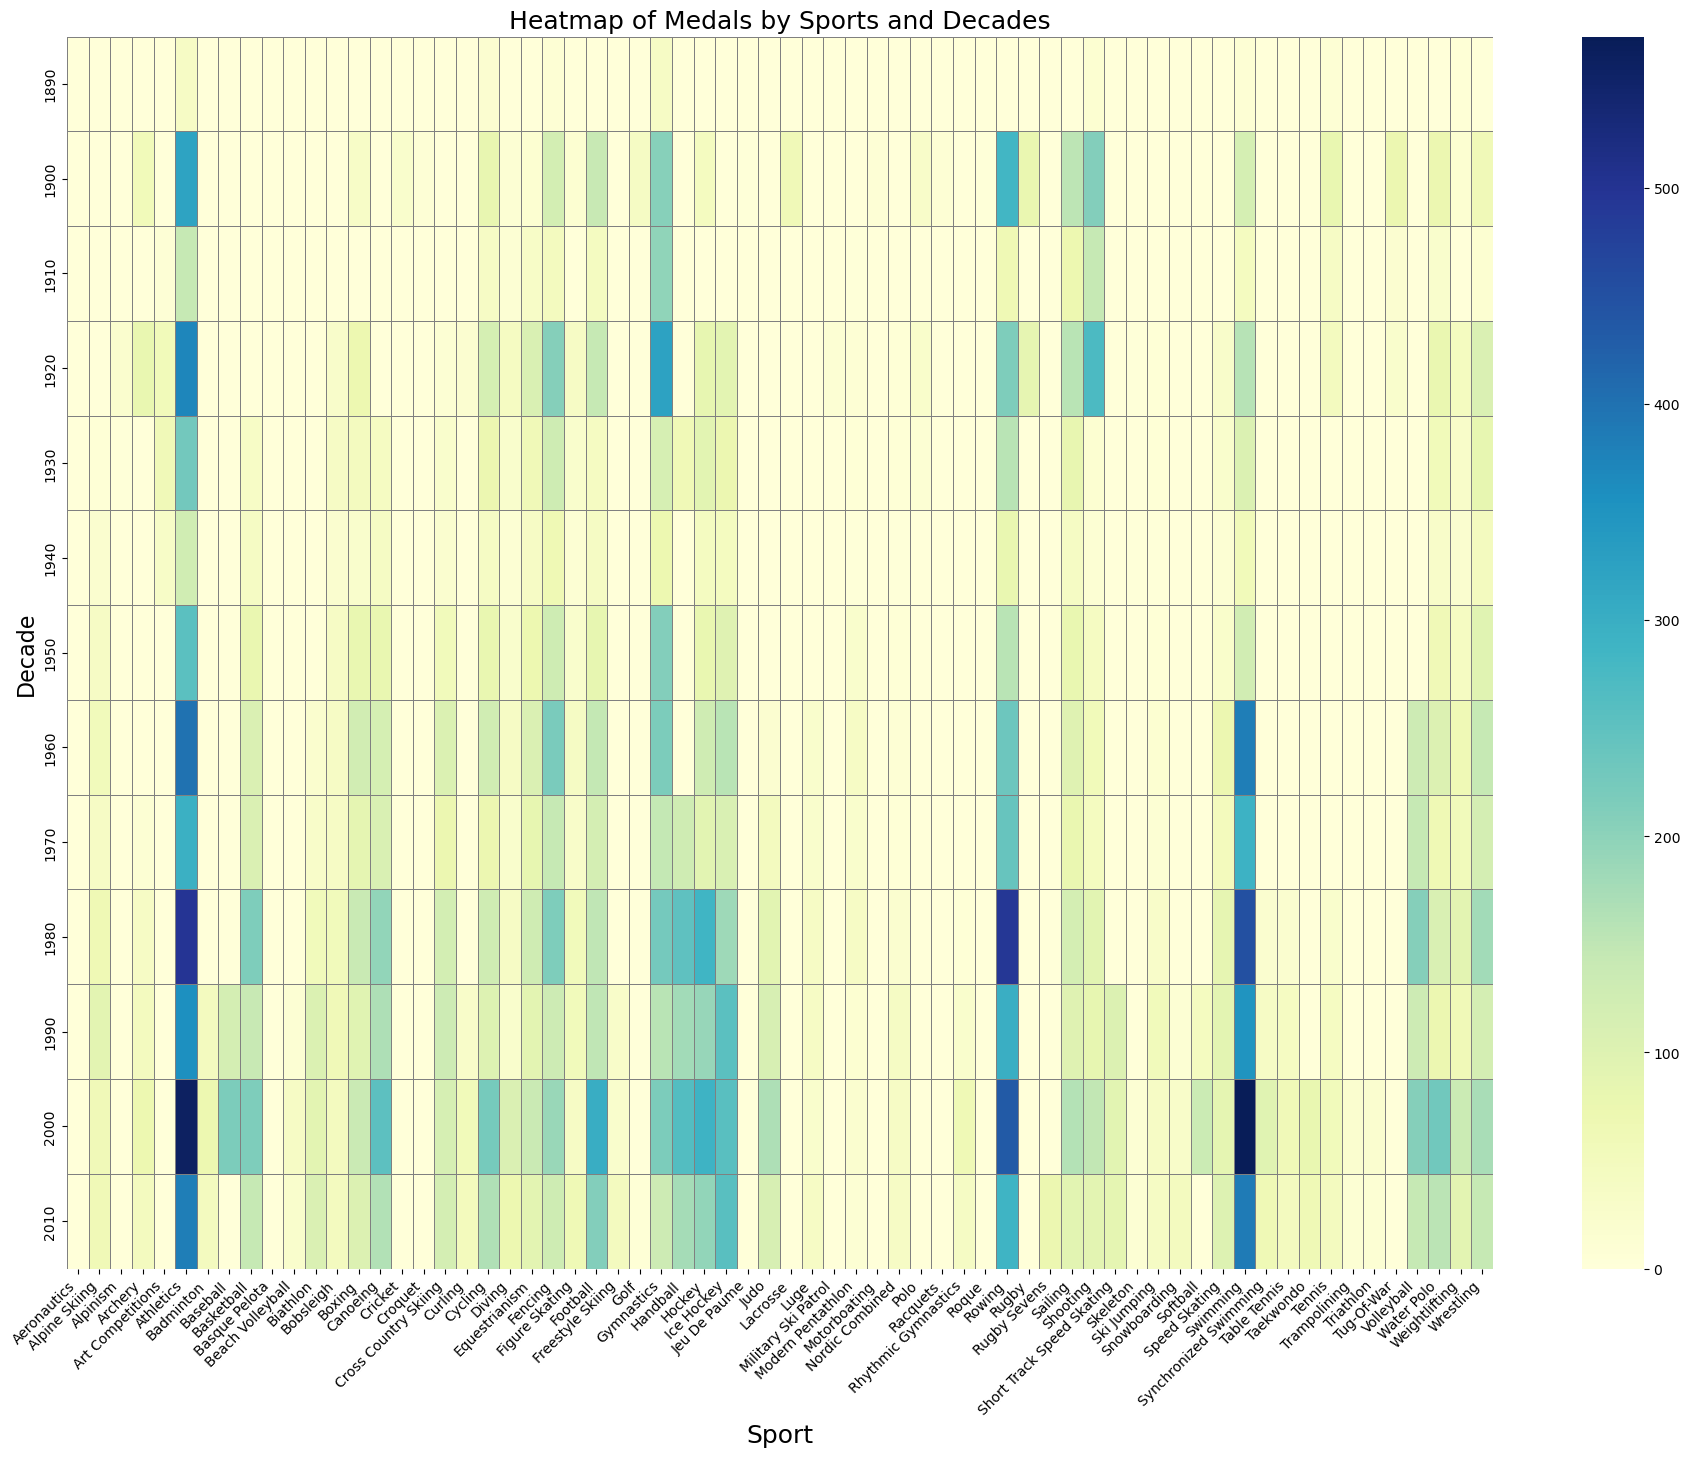 Heatmap of Medals by Sports and Decades
Decade
1890
1900
1910
1920
1930
1940
1950
1960
1970
1980
1990
2000
2010
500
400
300
200
100
0
Aeronautics
Alpine Skiing
Alpinism
Archery
Art Competitions
Athletics
Badminton
Baseball
Basketball
Basque Pelota
Beach Volleyball
Biathlon
Bobsleigh
Boxing
Canoeing
Cricket
Croquet
Cross Country Skiing
Curling
Cycling
Diving
Equestrianism
Fencing
Figure Skating
Football
Freestyle Skiing
Golf
Gymnastics
Handball
Hockey
Ice Hockey
Jeu De Paume
Judo
Lacrosse
Luge
Military Ski Patrol
Modern Pentathlon
Motorboating
Nordic Combined
Polo
Racquets
Rhythmic Gymnastics
Roque
Rowing
Rugby
Rugby Sevens
Sailing
Shooting
Short Track Speed Skating
Skeleton
Ski Jumping
Snowboarding
Softball
Speed Skating
Swimming
Synchronized Swimming
Table Tennis
Taekwondo
Tennis
Trampolining
Triathlon
Tug-Of-War
Volleyball
Water Polo
Weightlifting
Wrestling
Sport